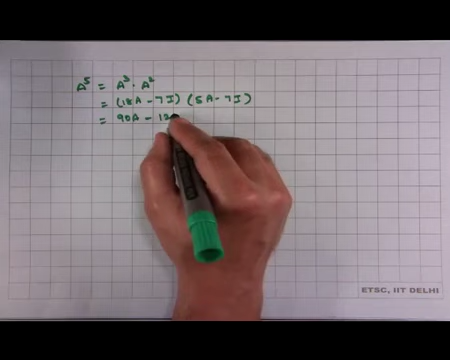 A⁵ = A³ · A²
= (18A - 7I) (5A - 7I)
= 90A - 12
ETSC, IIT DELHI